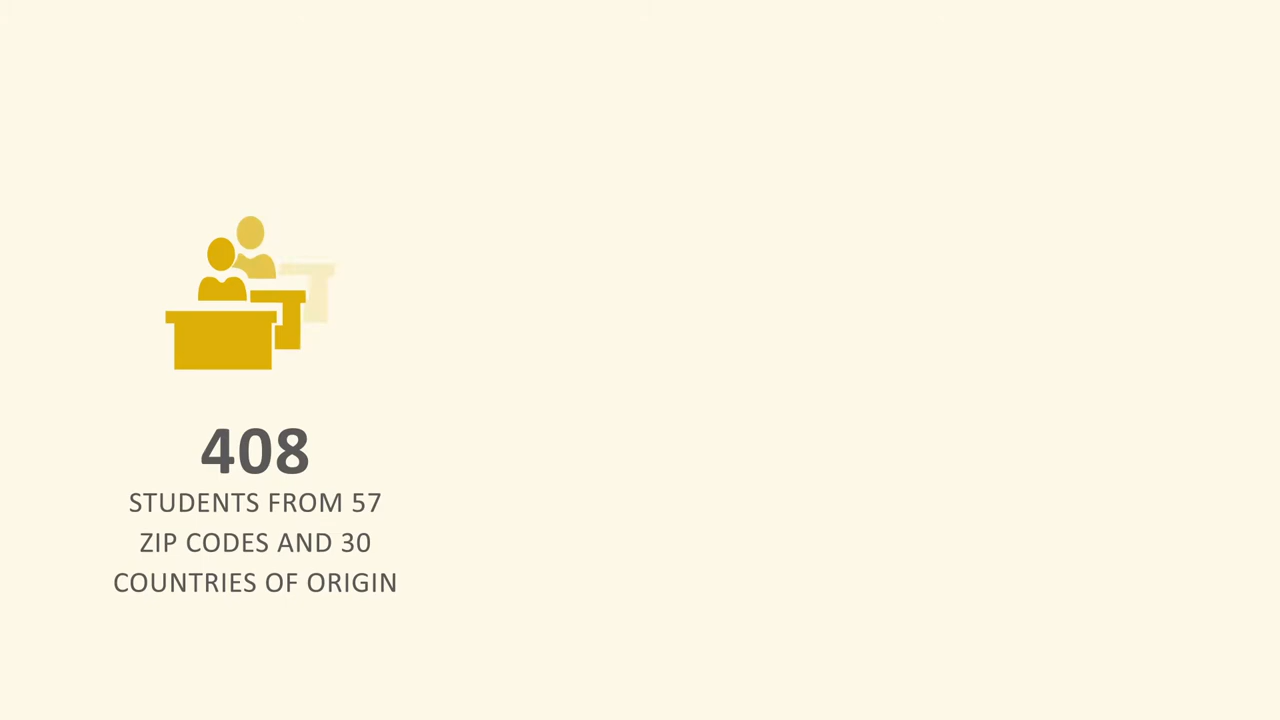 408
STUDENTS FROM 57
ZIP CODES AND 30
COUNTRIES OF ORIGIN